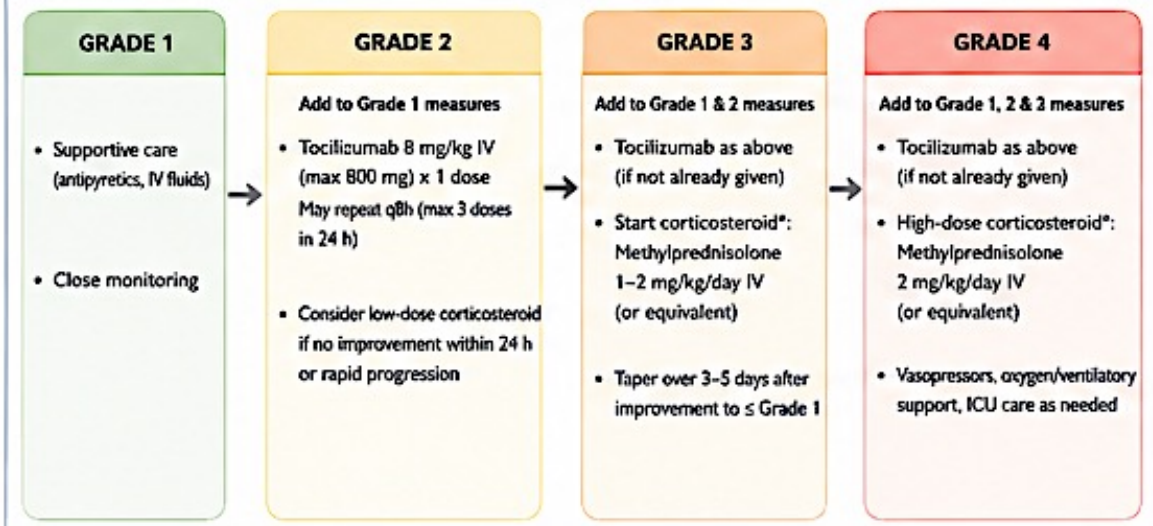 GRADE 1
• Supportive care
(antipyretics, IV fluids)
• Close monitoring
GRADE 2
Add to Grade 1 measures
• Tocilizumab 8 mg/kg IV
(max 800 mg) x 1 dose
May repeat q8h (max 3 doses
in 24 h)
• Consider low-dose corticosteroid
if no improvement within 24 h
or rapid progression
GRADE 3
Add to Grade 1 & 2 measures
• Tocilizumab as above
(if not already given)
• Start corticosteroid*:
Methylprednisolone
1–2 mg/kg/day IV
(or equivalent)
• Taper over 3–5 days after
improvement to ≤ Grade 1
GRADE 4
Add to Grade 1, 2 & 3 measures
• Tocilizumab as above
(if not already given)
• High-dose corticosteroid*:
Methylprednisolone
2 mg/kg/day IV
(or equivalent)
• Vasopressors, oxygen/ventilatory
support, ICU care as needed